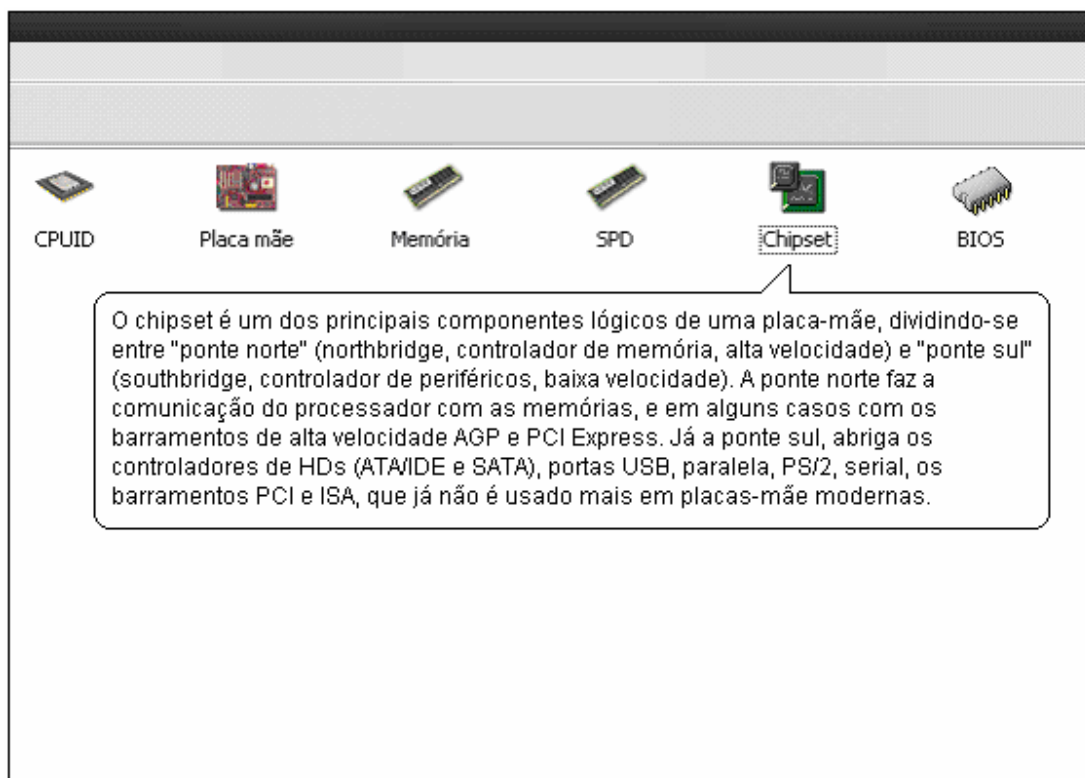 CPUID Placa mãe Memória SPD Chipset BIOS
O chipset é um dos principais componentes lógicos de uma placa-mãe, dividindo-se
entre "ponte norte" (northbridge, controlador de memória, alta velocidade) e "ponte sul"
(southbridge, controlador de periféricos, baixa velocidade). A ponte norte faz a
comunicação do processador com as memórias, e em alguns casos com os
barramentos de alta velocidade AGP e PCI Express. Já a ponte sul, abriga os
controladores de HDs (ATA/IDE e SATA), portas USB, paralela, PS/2, serial, os
barramentos PCI e ISA, que já não é usado mais em placas-mãe modernas.